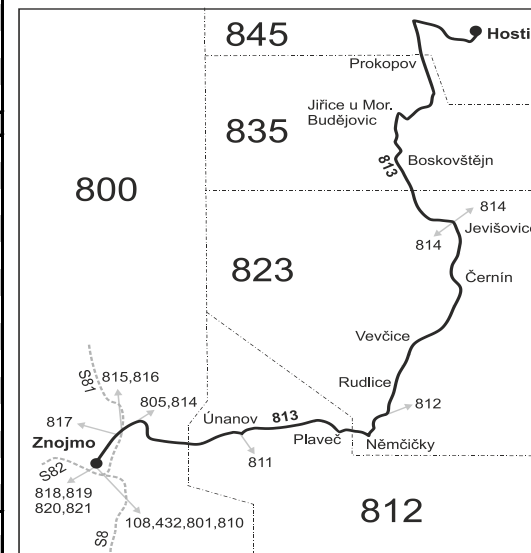 845
Hosti
Prokopov
Jiřice u Mor.
Budějovic
835
813
Boskovštějn
800
814
Jevišovice
814
823
Černín
Vevčice
S81
815,816
Rudlice
805,814
812
817
Únanov
813
Plaveč
Němčičky
Znojmo
811
S82
818,819
820,821
108,432,801,810
S8
812